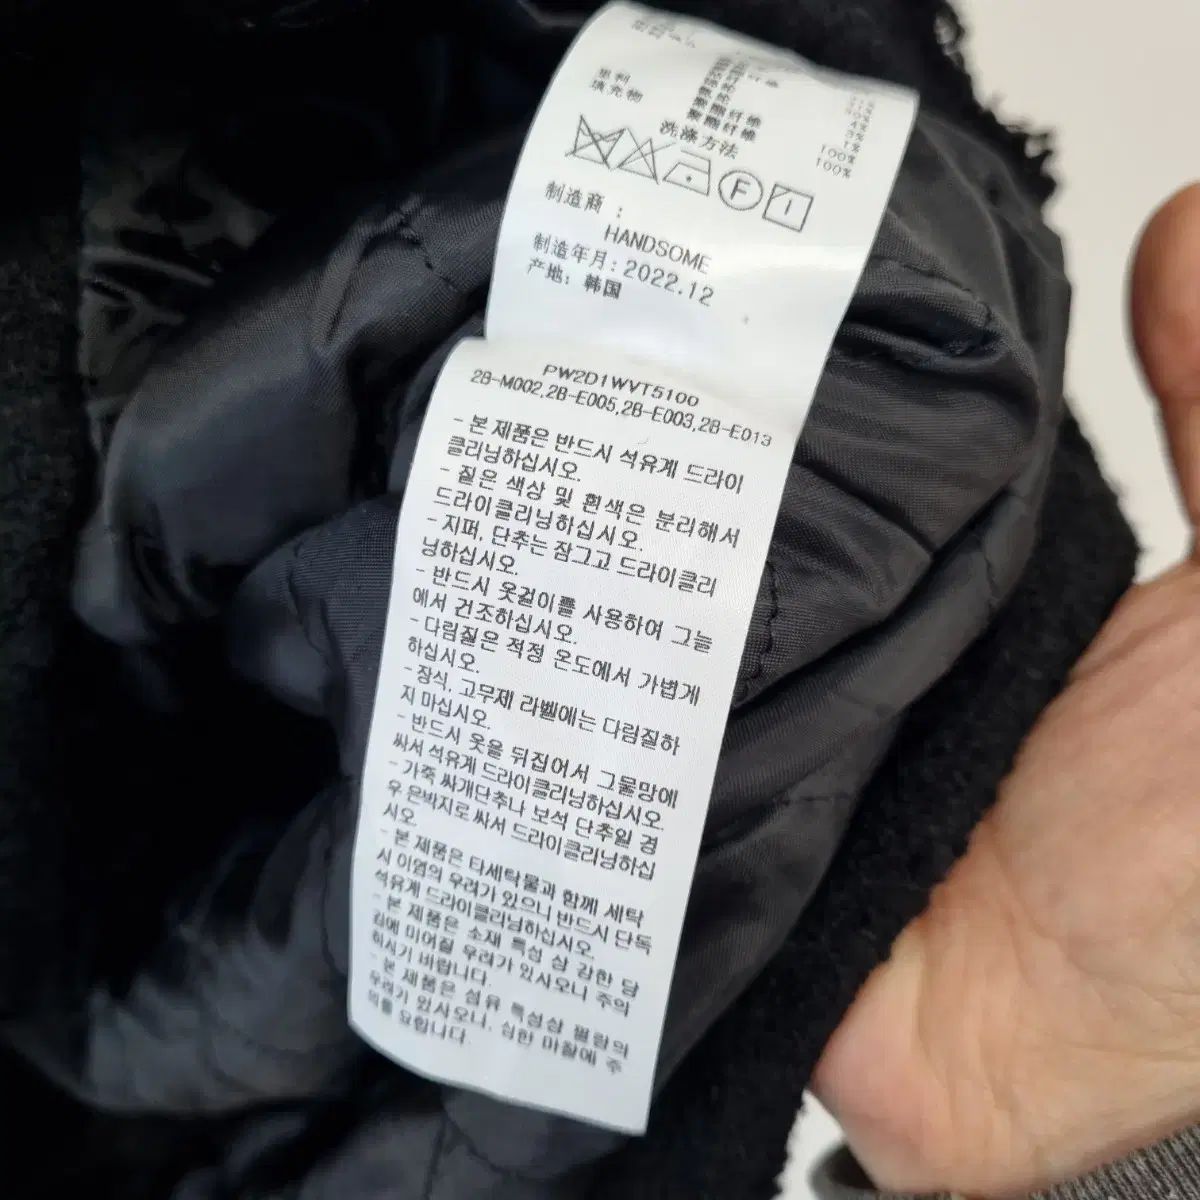 里料
填充物
聚酯纤维
聚酯纤维
1%
100%
100%
洗涤方法
F
制造商 :
HANDSOME
制造年月: 2022.12
产地: 韩国
PW2D1WVT5100
2B-M002,2B-E005,2B-E003,2B-E013
- 본 제품은 반드시 석유계 드라이
클리닝하십시오.
- 짙은 색상 및 흰색은 분리해서
드라이클리닝하십시오.
- 지퍼, 단추는 잠그고 드라이클리
닝하십시오.
- 반드시 옷걸이를 사용하여 그늘
에서 건조하십시오.
- 다림질은 적정 온도에서 가볍게
하십시오.
- 장식, 고무제 라벨에는 다림질하
지 마십시오.
- 반드시 옷을 뒤집어서 그물망에
싸서 석유계 드라이클리닝하십시오.
- 가죽 싸개단추나 보석 단추일 경
우 은박지로 싸서 드라이클리닝하십
시오.
- 본 제품은 타세탁물과 함께 세탁
시 이염의 우려가 있으니 반드시 단독
석유계 드라이클리닝하십시오.
- 본 제품은 소재 특성 상 강한 당
김에 미어질 우려가 있사오니 주의
하시기 바랍니다.
- 본 제품은 섬유 특성상 필링의
우려가 있사오니, 심한 마찰에 주
의를 요합니다.